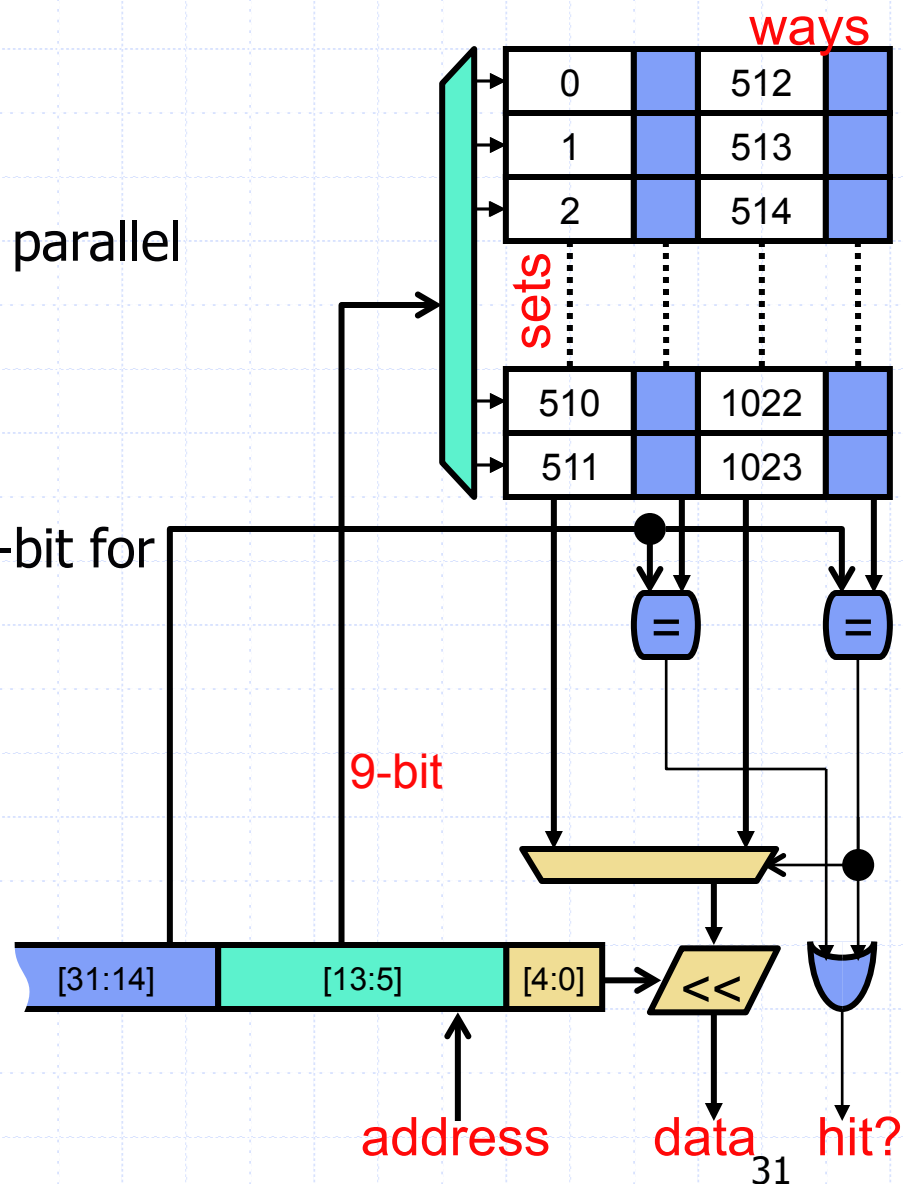 ways
0 512
1 513
2 514
parallel
sets
510 1022
511 1023
-bit for
= =
9-bit
[31:14] [13:5] [4:0] <<
address data hit?
31